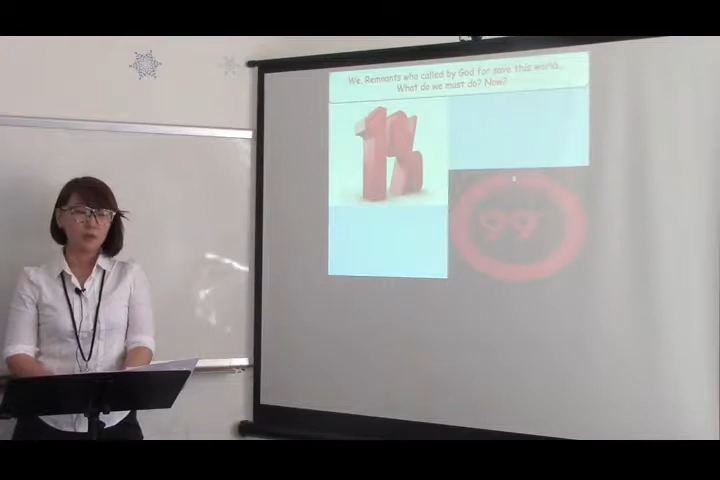 We, Remnants who called by God for save this world...
What do we must do? Now?
1%
99